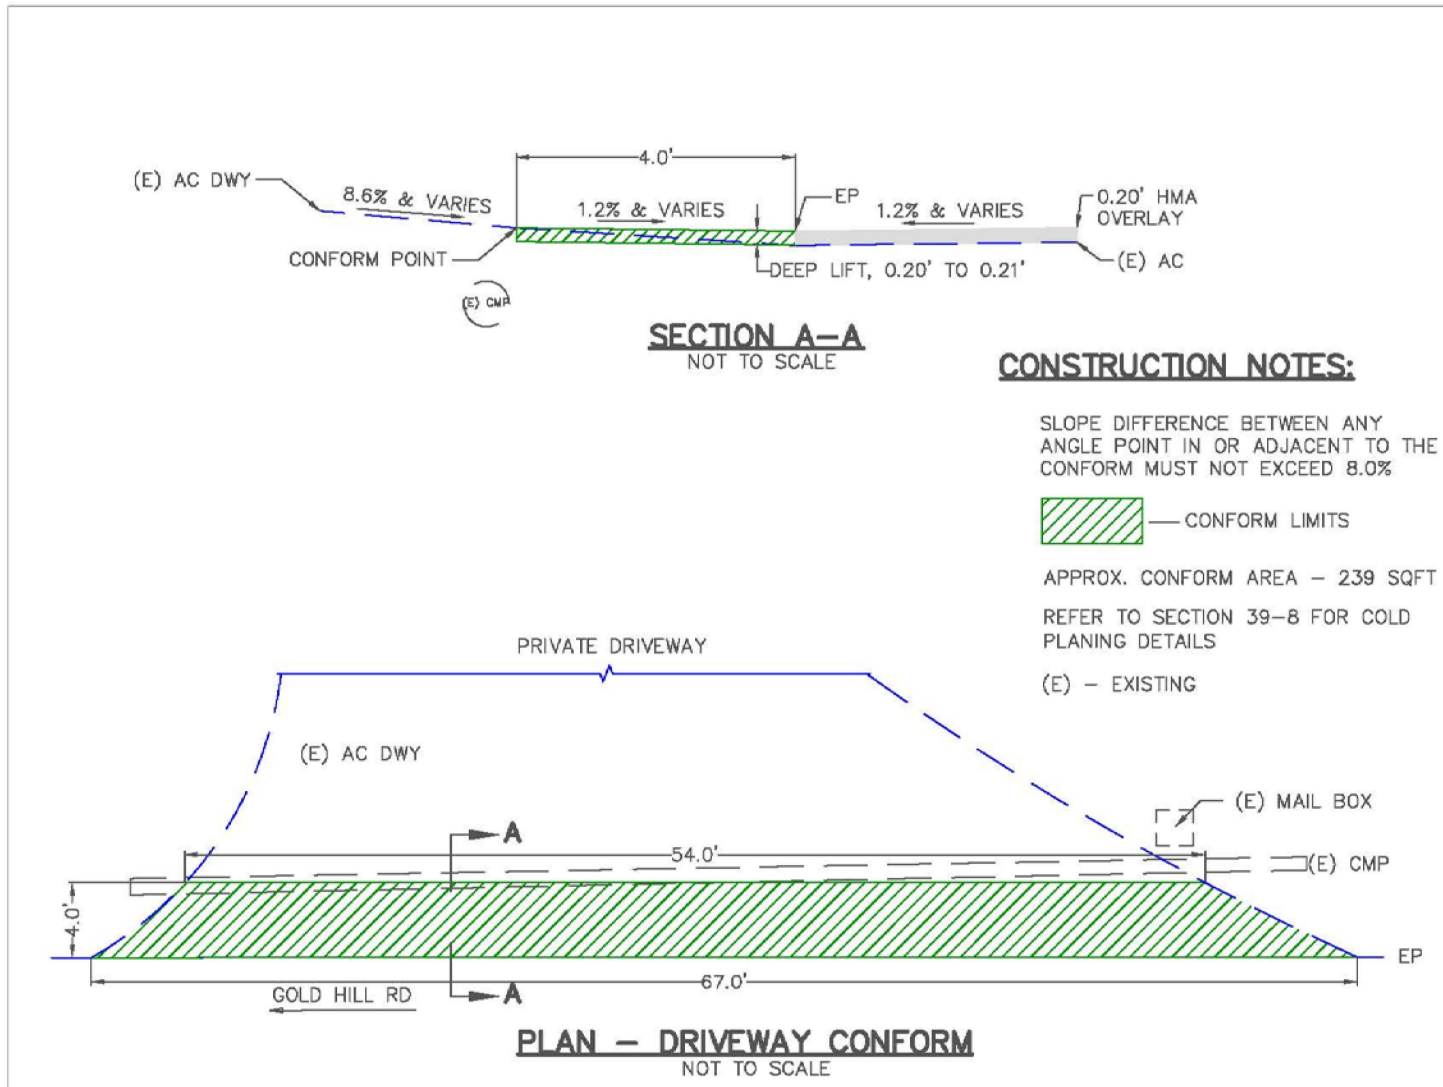 4.0'
(E) AC DWY
8.6% & VARIES
1.2% & VARIES
EP
1.2% & VARIES
0.20' HMA
OVERLAY
CONFORM POINT
DEEP LIFT, 0.20' TO 0.21'
(E) AC
(E) CMP
SECTION A-A
NOT TO SCALE
CONSTRUCTION NOTES:
SLOPE DIFFERENCE BETWEEN ANY
ANGLE POINT IN OR ADJACENT TO THE
CONFORM MUST NOT EXCEED 8.0%
CONFORM LIMITS
APPROX. CONFORM AREA - 239 SQFT
REFER TO SECTION 39-8 FOR COLD
PLANING DETAILS
(E) - EXISTING
PRIVATE DRIVEWAY
(E) AC DWY
(E) MAIL BOX
A
54.0'
(E) CMP
4.0'
EP
67.0'
A
GOLD HILL RD
PLAN - DRIVEWAY CONFORM
NOT TO SCALE